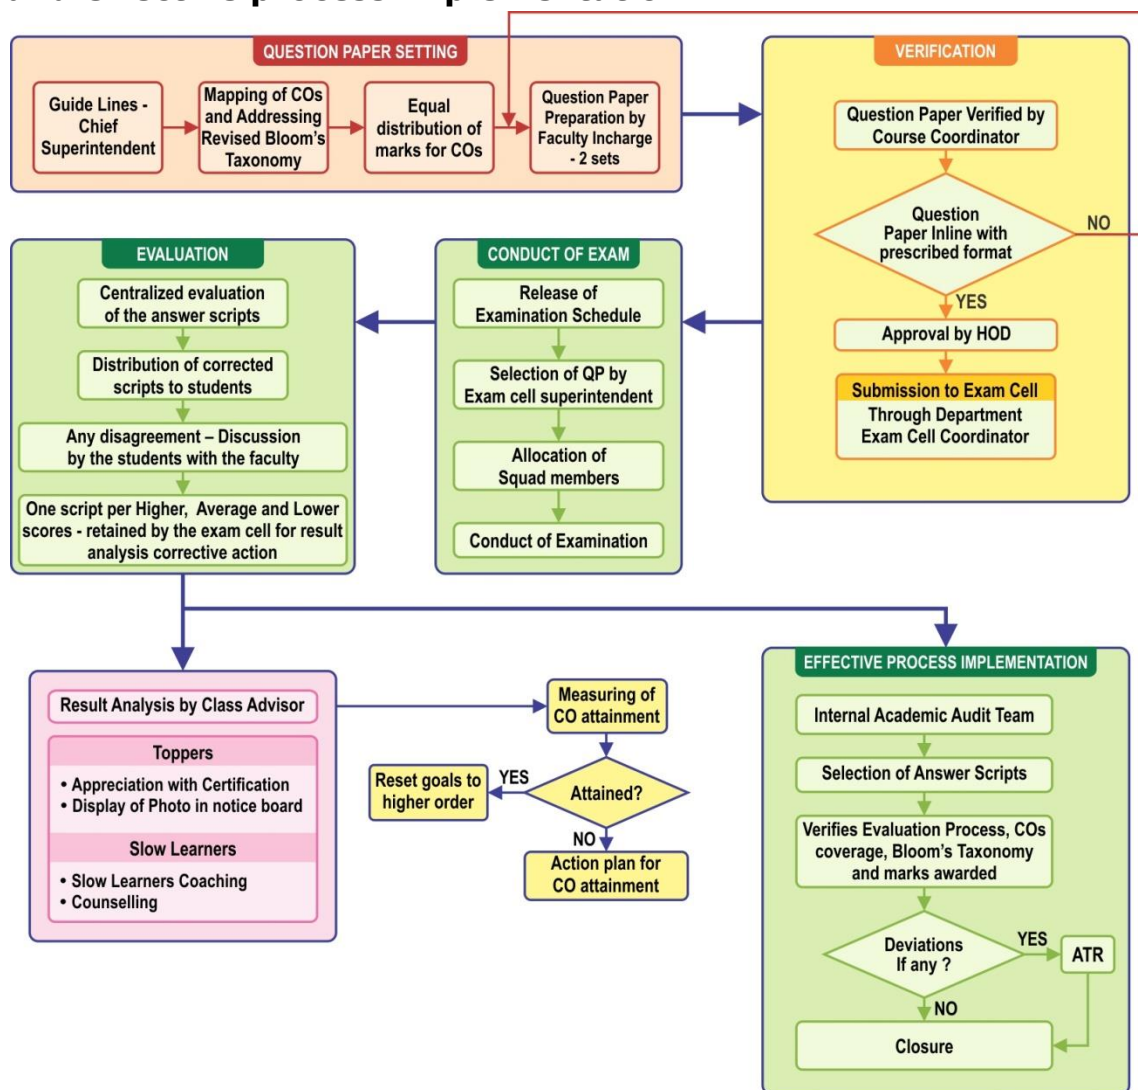 QUESTION PAPER SETTING
Guide Lines -
Chief
Superintendent
Mapping of COs
and Addressing
Revised Bloom's
Taxonomy
Equal
distribution of
marks for COs
Question Paper
Preparation by
Faculty Incharge
- 2 sets
VERIFICATION
Question Paper Verified by
Course Coordinator
Question
Paper Inline with
prescribed format
NO
YES
Approval by HOD
Submission to Exam Cell
Through Department
Exam Cell Coordinator
CONDUCT OF EXAM
Release of
Examination Schedule
Selection of QP by
Exam cell superintendent
Allocation of
Squad members
Conduct of Examination
EVALUATION
Centralized evaluation
of the answer scripts
Distribution of corrected
scripts to students
Any disagreement – Discussion
by the students with the faculty
One script per Higher, Average and Lower
scores - retained by the exam cell for result
analysis corrective action
Result Analysis by Class Advisor
Toppers
• Appreciation with Certification
• Display of Photo in notice board
Slow Learners
• Slow Learners Coaching
• Counselling
Measuring of
CO attainment
Attained?
YES
Reset goals to
higher order
NO
Action plan for
CO attainment
EFFECTIVE PROCESS IMPLEMENTATION
Internal Academic Audit Team
Selection of Answer Scripts
Verifies Evaluation Process, COs
coverage, Bloom's Taxonomy
and marks awarded
Deviations
If any ?
YES
ATR
NO
Closure